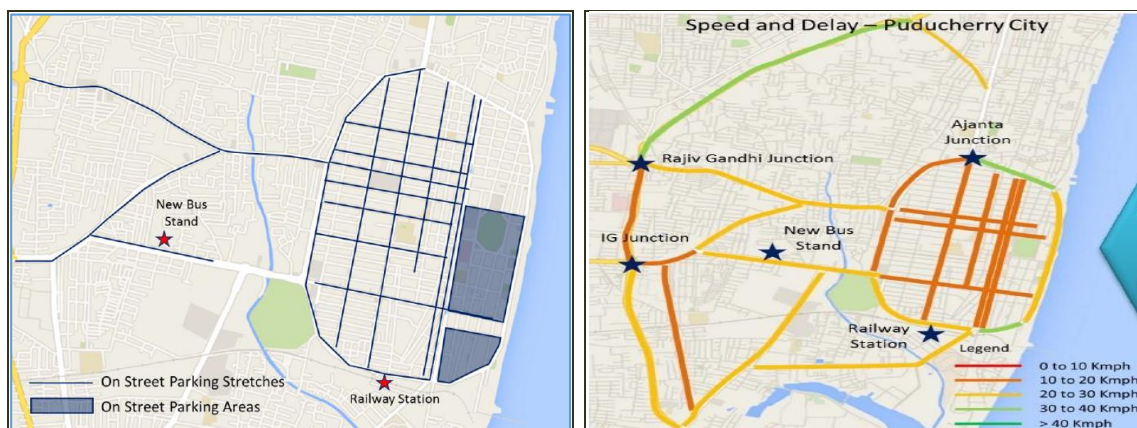 New Bus
Stand
On Street Parking Stretches
On Street Parking Areas
Railway Station
Speed and Delay – Puducherry City
Ajanta
Junction
Rajiv Gandhi Junction
IG Junction
New Bus
Stand
Railway
Station
Legend
0 to 10 Kmph
10 to 20 Kmph
20 to 30 Kmph
30 to 40 Kmph
> 40 Kmph